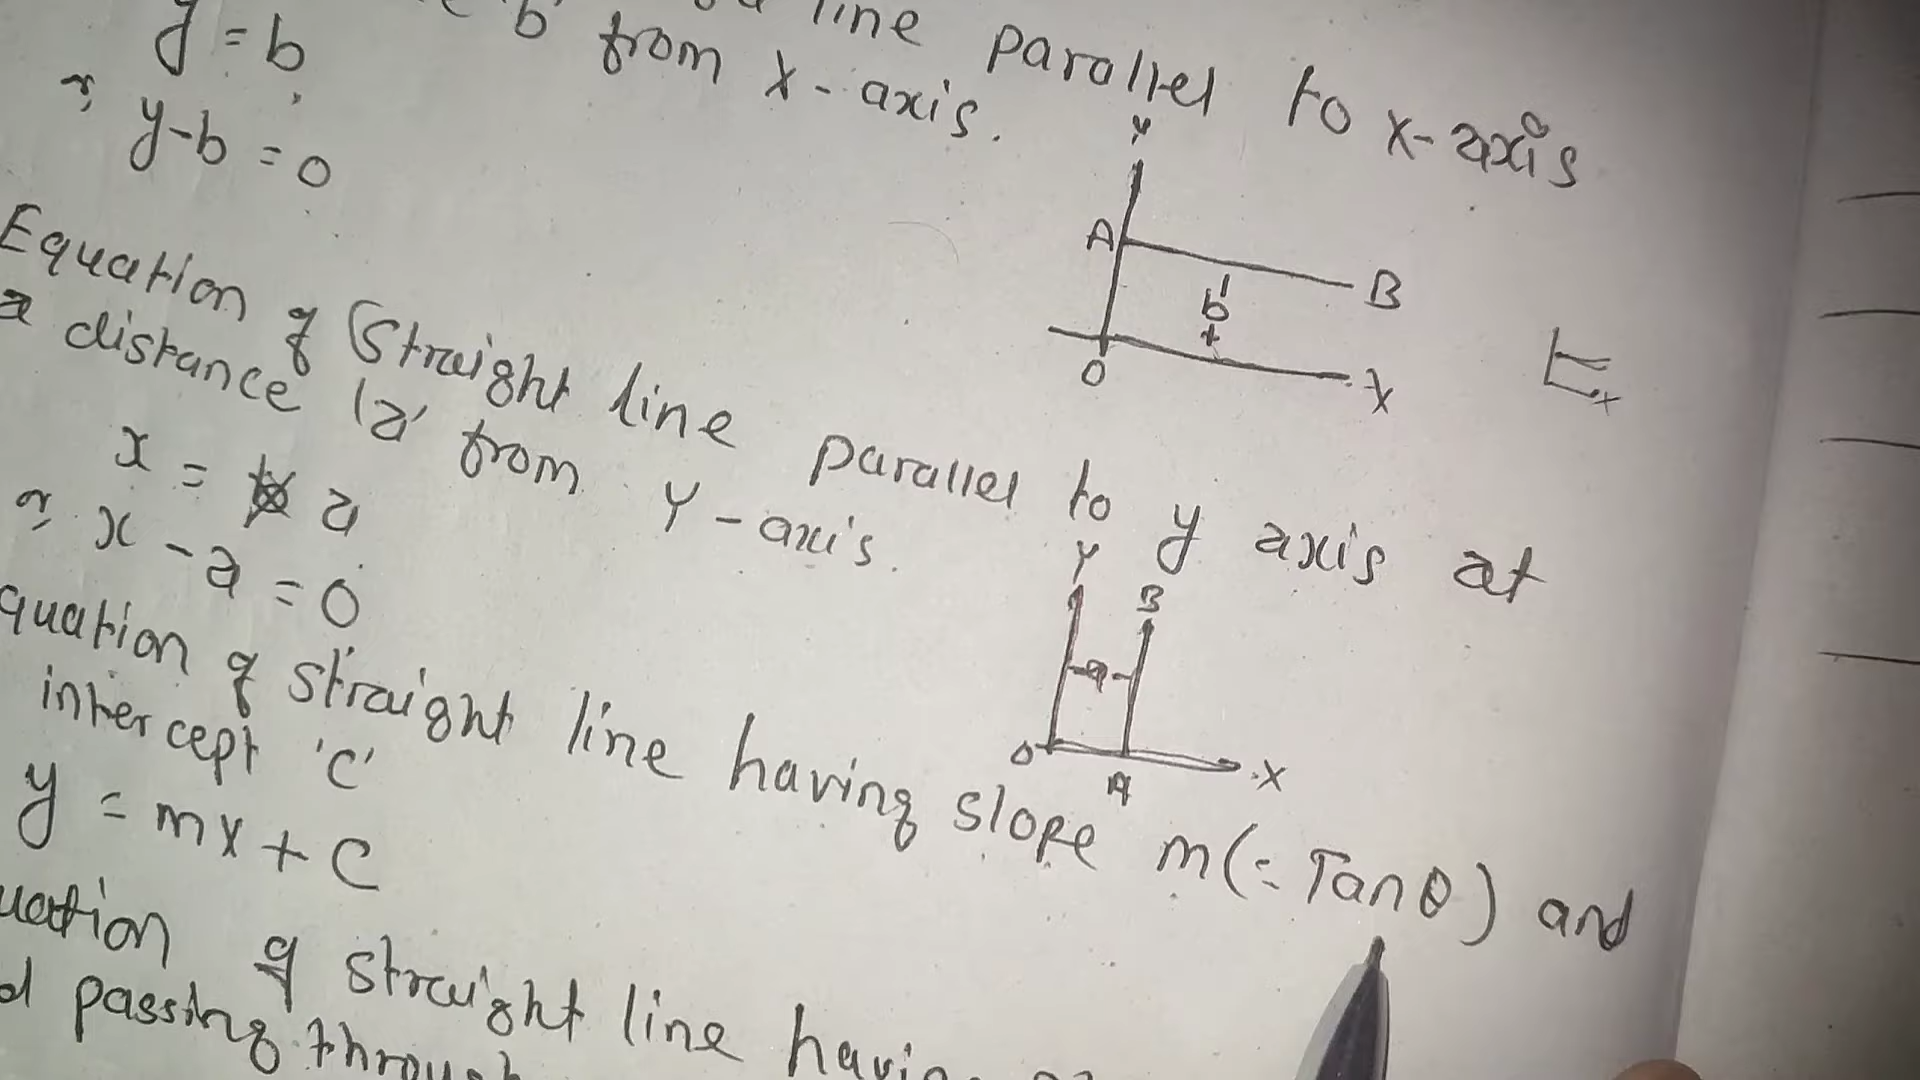 line parallel to x-axis
'b' from x-axis.
y = b
y-b = 0
Y
A
B
b
O
X
x
Equation of straight line parallel to y axis at
a distance 'a' from Y-axis.
x = a
x - a = 0
Y
B
a
O
A
X
quation of straight line having slope m(= Tanθ) and
intercept 'c'
y = mx + c
uation of straight line
d passing through